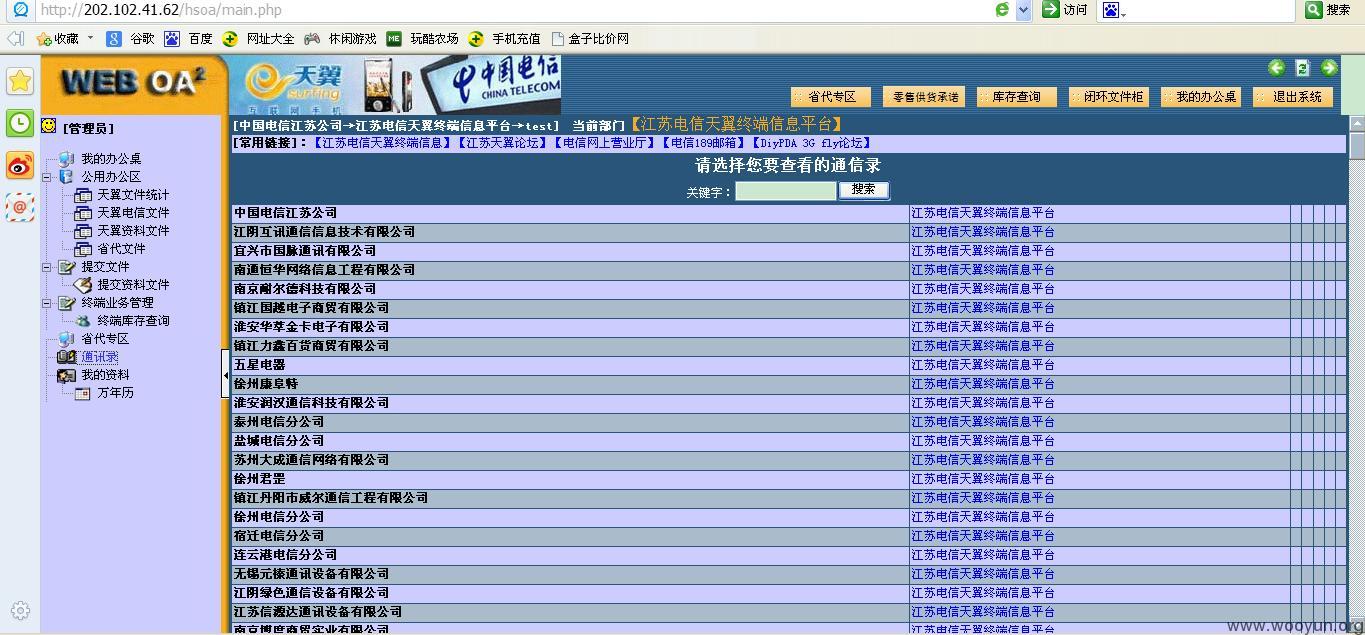 http://202.102.41.62/hsoa/main.php
访问
搜索
收藏 谷歌 百度 网址大全 休闲游戏 玩酷农场 手机充值 盒子比价网
WEB OA²
天翼
surfing
互联网手机
中国电信
CHINA TELECOM
省代专区 零售供货承诺 库存查询 闭环文件柜 我的办公桌 退出系统
[管理员]
我的办公桌
公用办公区
天翼文件统计
天翼电信文件
天翼资料文件
省代文件
提交文件
提交资料文件
终端业务管理
终端库存查询
省代专区
通讯录
我的资料
万年历
[中国电信江苏公司→江苏电信天翼终端信息平台→test] 当前部门【江苏电信天翼终端信息平台】
[常用链接]：【江苏电信天翼终端信息】【江苏天翼论坛】【电信网上营业厅】【电信189邮箱】【DiyPDA 3G fly论坛】
请选择您要查看的通信录
关键字： 搜索
中国电信江苏公司 江苏电信天翼终端信息平台
江阴互讯通信信息技术有限公司 江苏电信天翼终端信息平台
宜兴市国脉通讯有限公司 江苏电信天翼终端信息平台
南通恒华网络信息工程有限公司 江苏电信天翼终端信息平台
南京耐尔德科技有限公司 江苏电信天翼终端信息平台
镇江国越电子商贸有限公司 江苏电信天翼终端信息平台
淮安华萃金卡电子有限公司 江苏电信天翼终端信息平台
镇江力鑫百货商贸有限公司 江苏电信天翼终端信息平台
五星电器 江苏电信天翼终端信息平台
徐州康阜特 江苏电信天翼终端信息平台
淮安润汉通信科技有限公司 江苏电信天翼终端信息平台
泰州电信分公司 江苏电信天翼终端信息平台
盐城电信分公司 江苏电信天翼终端信息平台
苏州大成通信网络有限公司 江苏电信天翼终端信息平台
徐州君罡 江苏电信天翼终端信息平台
镇江丹阳市威尔通信工程有限公司 江苏电信天翼终端信息平台
徐州电信分公司 江苏电信天翼终端信息平台
宿迁电信分公司 江苏电信天翼终端信息平台
连云港电信分公司 江苏电信天翼终端信息平台
无锡元榛通讯设备有限公司 江苏电信天翼终端信息平台
江阴绿色通信设备有限公司 江苏电信天翼终端信息平台
江苏信源达通讯设备有限公司 江苏电信天翼终端信息平台
南京博度商贸实业有限公司 江苏电信天翼终端信息平台
www.wooyun.org